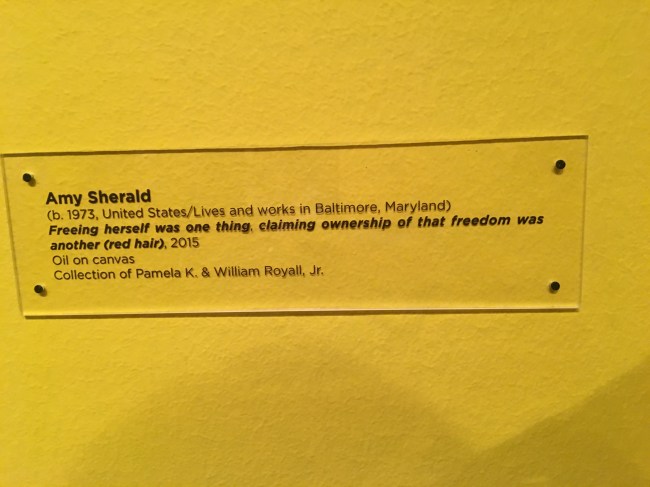 Amy Sherald
(b. 1973, United States/Lives and works in Baltimore, Maryland)
Freeing herself was one thing, claiming ownership of that freedom was
another (red hair), 2015
Oil on canvas
Collection of Pamela K. & William Royall, Jr.